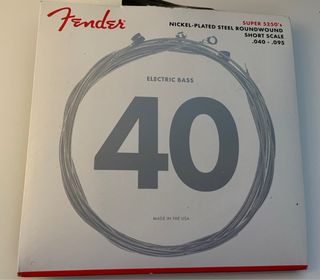 Fender
SUPER 5250's
NICKEL-PLATED STEEL ROUNDWOUND
SHORT SCALE
.040 - .095
ELECTRIC BASS
40
MADE IN THE USA